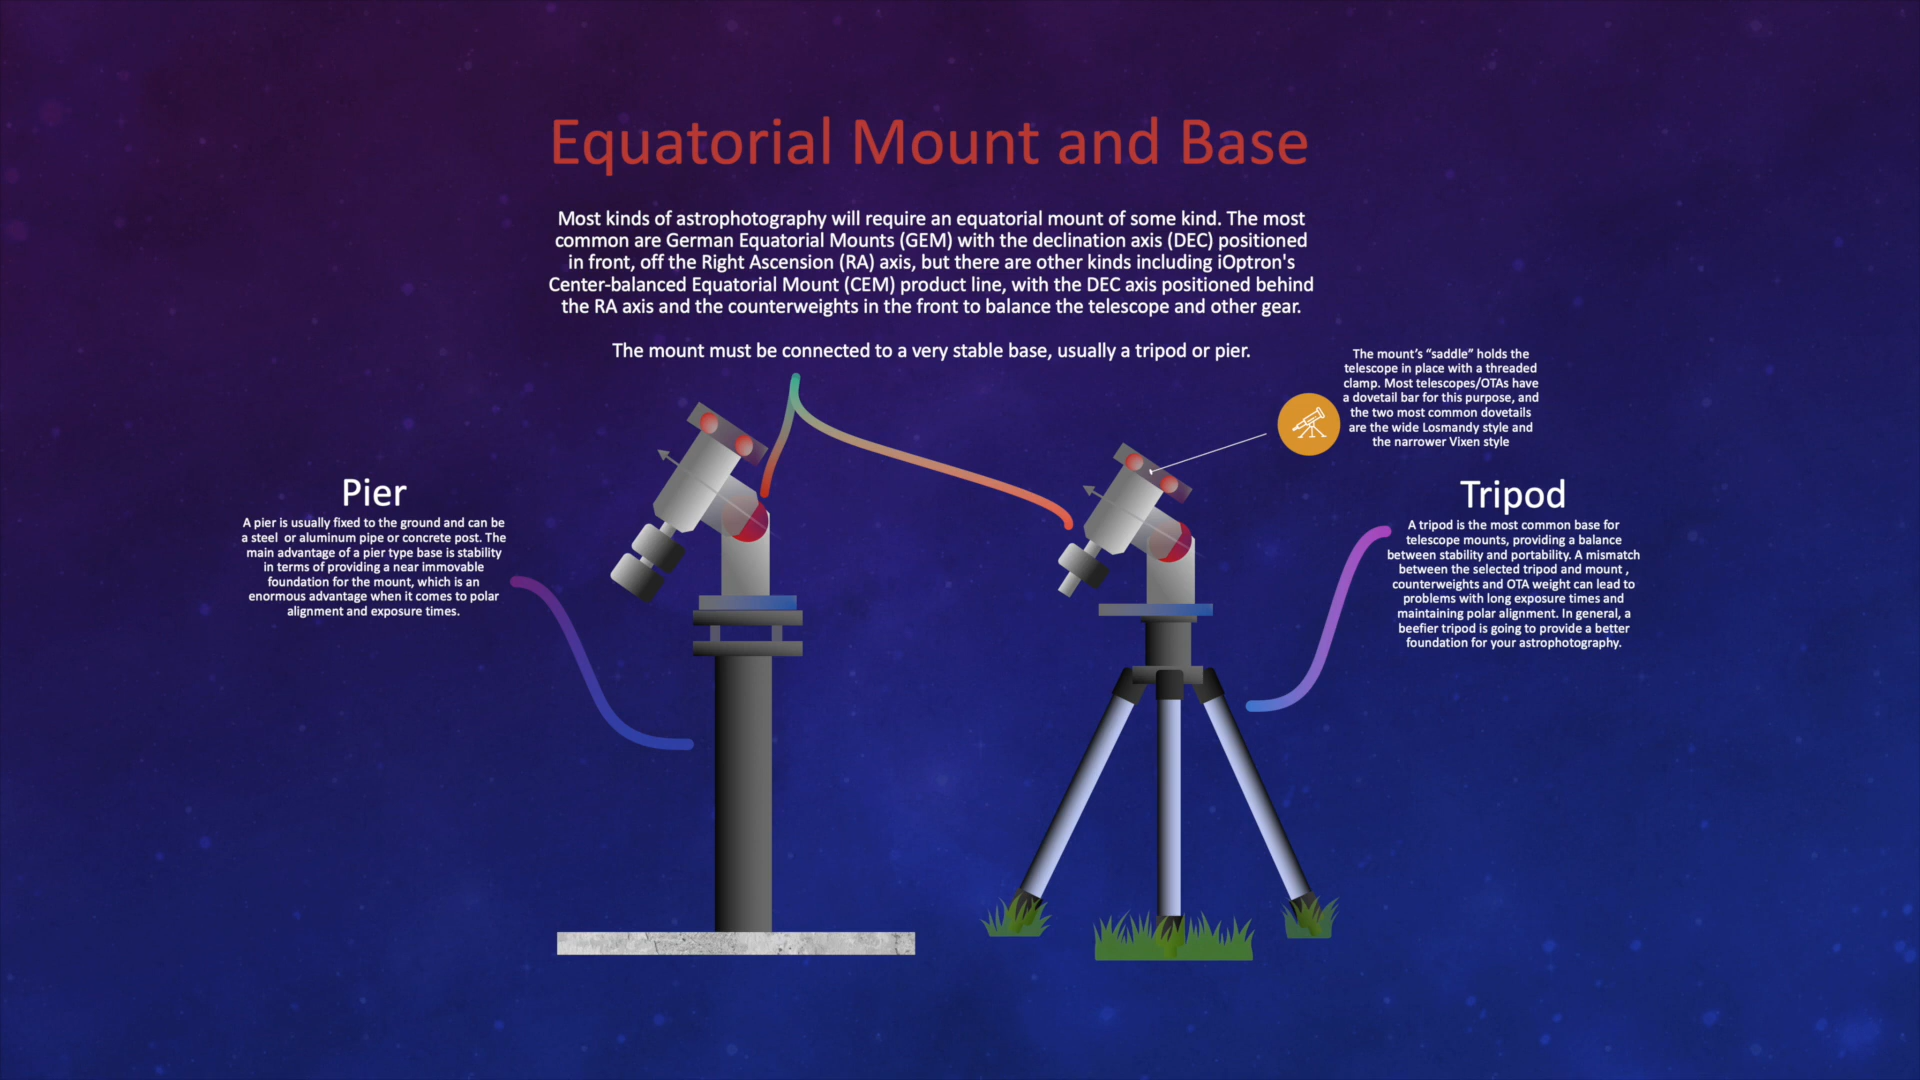 Equatorial Mount and Base
Most kinds of astrophotography will require an equatorial mount of some kind. The most
common are German Equatorial Mounts (GEM) with the declination axis (DEC) positioned
in front, off the Right Ascension (RA) axis, but there are other kinds including iOptron's
Center-balanced Equatorial Mount (CEM) product line, with the DEC axis positioned behind
the RA axis and the counterweights in the front to balance the telescope and other gear.
The mount must be connected to a very stable base, usually a tripod or pier.
The mount's “saddle” holds the
telescope in place with a threaded
clamp. Most telescopes/OTAs have
a dovetail bar for this purpose, and
the two most common dovetails
are the wide Losmandy style and
the narrower Vixen style
Pier
A pier is usually fixed to the ground and can be
a steel or aluminum pipe or concrete post. The
main advantage of a pier type base is stability
in terms of providing a near immovable
foundation for the mount, which is an
enormous advantage when it comes to polar
alignment and exposure times.
Tripod
A tripod is the most common base for
telescope mounts, providing a balance
between stability and portability. A mismatch
between the selected tripod and mount ,
counterweights and OTA weight can lead to
problems with long exposure times and
maintaining polar alignment. In general, a
beefier tripod is going to provide a better
foundation for your astrophotography.